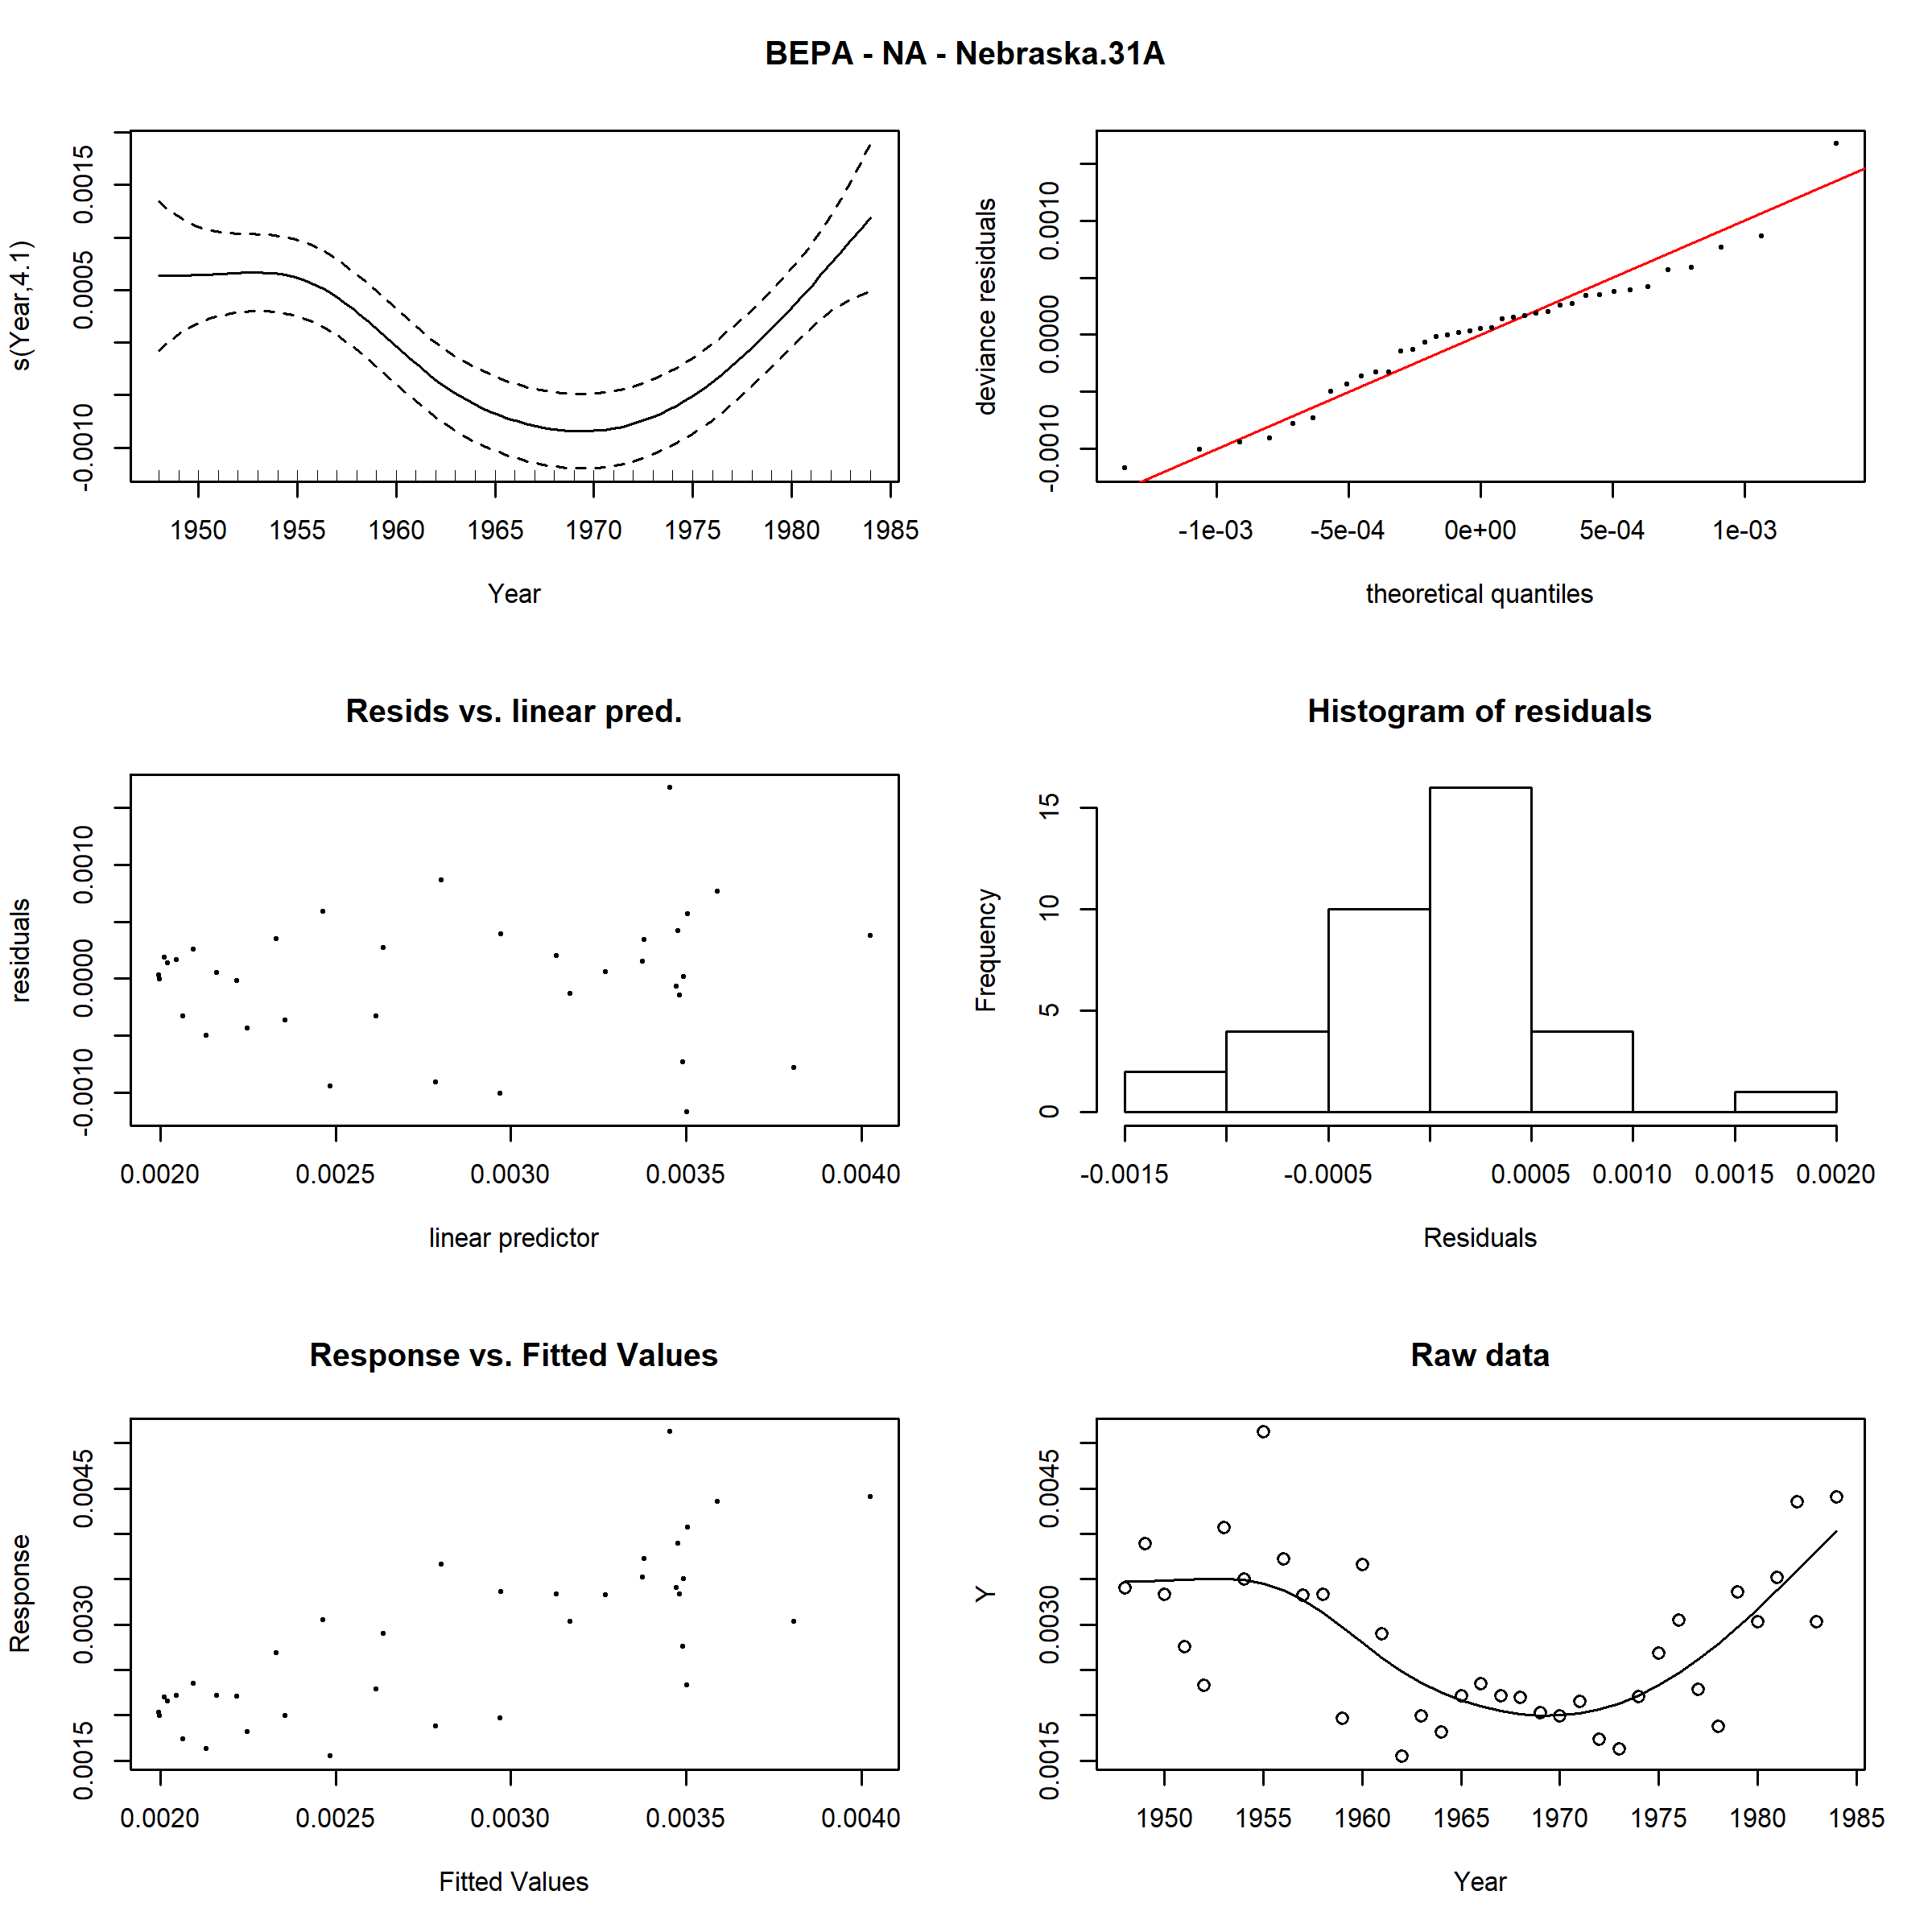 BEPA - NA - Nebraska.31A
s(Year,4.1)
-0.0010 0.0005 0.0015
1950 1955 1960 1965 1970 1975 1980 1985
Year
deviance residuals
-0.0010 0.0000 0.0010
-1e-03 -5e-04 0e+00 5e-04 1e-03
theoretical quantiles
Resids vs. linear pred.
residuals
-0.0010 0.0000 0.0010
0.0020 0.0025 0.0030 0.0035 0.0040
linear predictor
Histogram of residuals
Frequency
0 5 10 15
-0.0015 -0.0005 0.0005 0.0010 0.0015 0.0020
Residuals
Response vs. Fitted Values
Response
0.0015 0.0030 0.0045
0.0020 0.0025 0.0030 0.0035 0.0040
Fitted Values
Raw data
Y
0.0015 0.0030 0.0045
1950 1955 1960 1965 1970 1975 1980 1985
Year